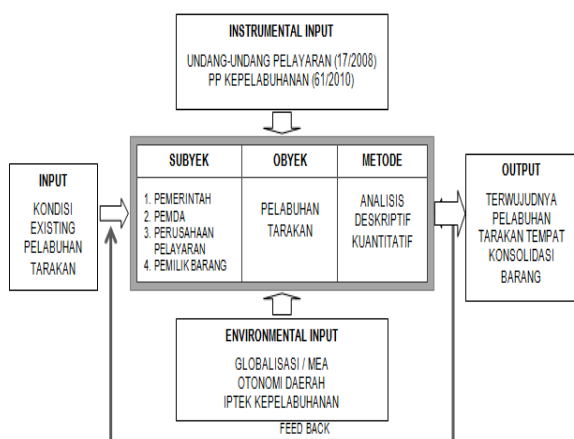 INSTRUMENTAL INPUT
UNDANG-UNDANG PELAYARAN (17/2008)
PP KEPELABUHANAN (61/2010)
INPUT
KONDISI
EXISTING
PELABUHAN
TARAKAN
SUBYEK
1. PEMERINTAH
2. PEMDA
3. PERUSAHAAN
PELAYARAN
4. PEMILIK BARANG
OBYEK
PELABUHAN
TARAKAN
METODE
ANALISIS
DESKRIPTIF
KUANTITATIF
OUTPUT
TERWUJUDNYA
PELABUHAN
TARAKAN TEMPAT
KONSOLIDASI
BARANG
ENVIRONMENTAL INPUT
GLOBALISASI / MEA
OTONOMI DAERAH
IPTEK KEPELABUHANAN
FEED BACK